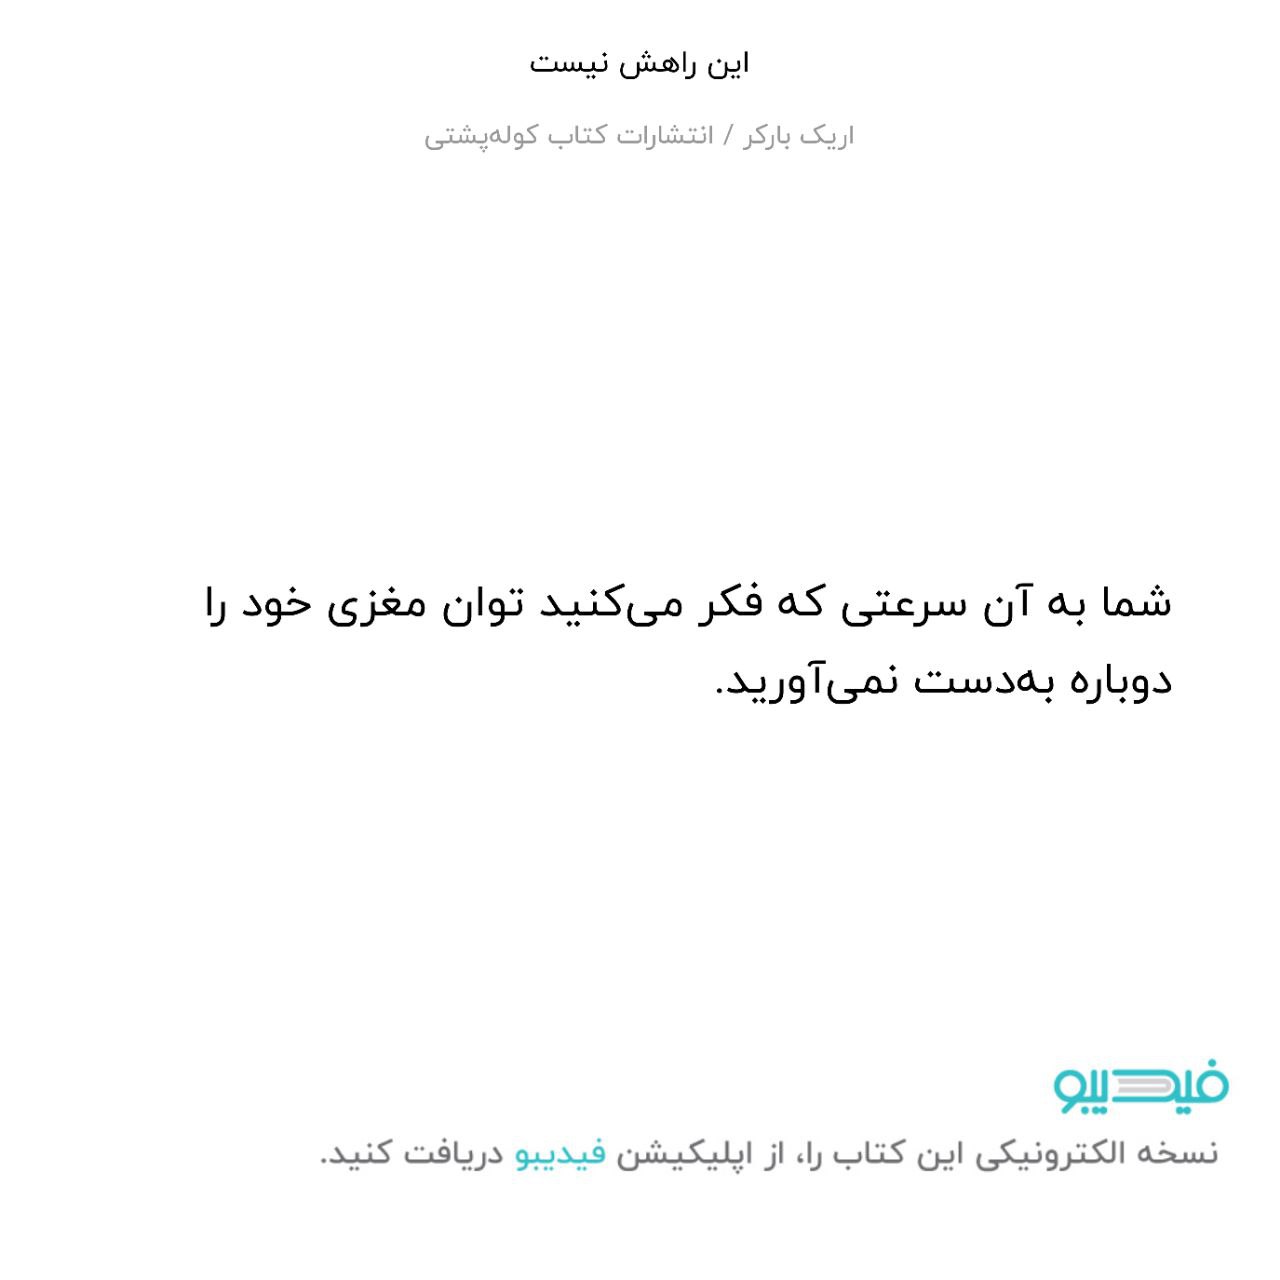 این راهش نیست
اریک بارکر / انتشارات کتاب کوله‌پشتی
شما به آن سرعتی که فکر می‌کنید توان مغزی خود را
دوباره به‌دست نمی‌آورید.
فیدیبو
نسخه الکترونیکی این کتاب را، از اپلیکیشن فیدیبو دریافت کنید.